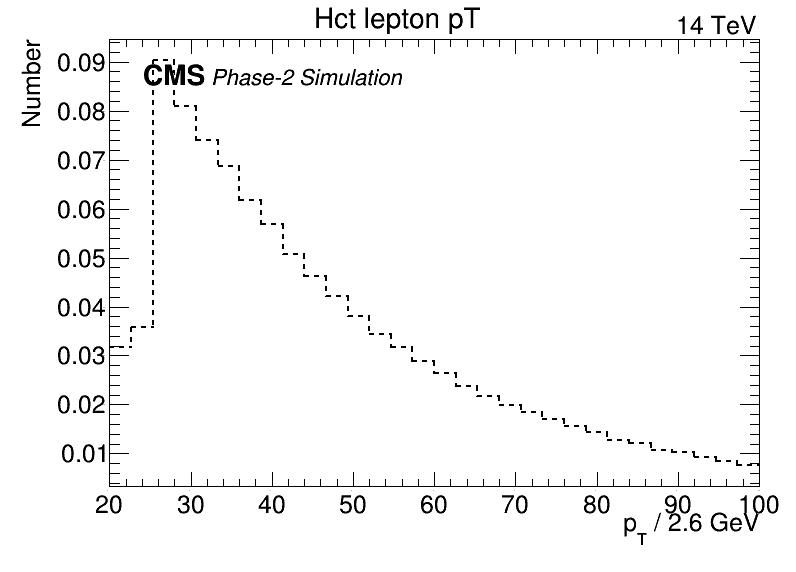 Hct lepton pT
14 TeV
Number
CMS Phase-2 Simulation
0.09
0.08
0.07
0.06
0.05
0.04
0.03
0.02
0.01
20 30 40 50 60 70 80 90 100
p_T / 2.6 GeV